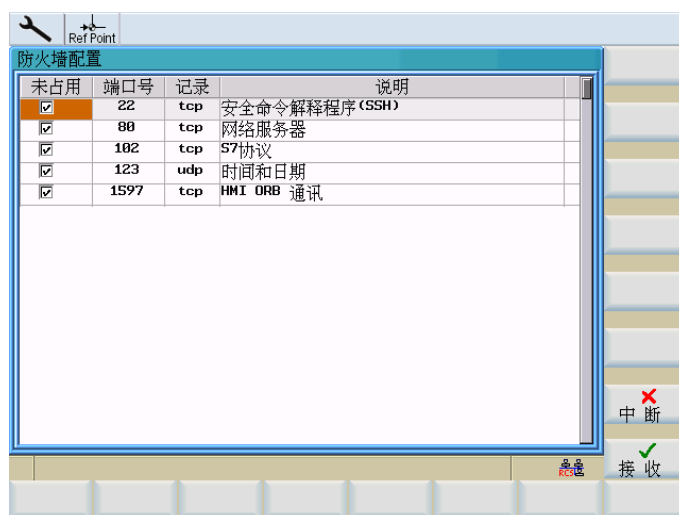 Ref Point
防火墙配置
未占用 端口号 记录 说明
22 tcp 安全命令解释程序(SSH)
80 tcp 网络服务器
102 tcp S7协议
123 udp 时间和日期
1597 tcp HMI ORB 通讯
中断
RCS
接收